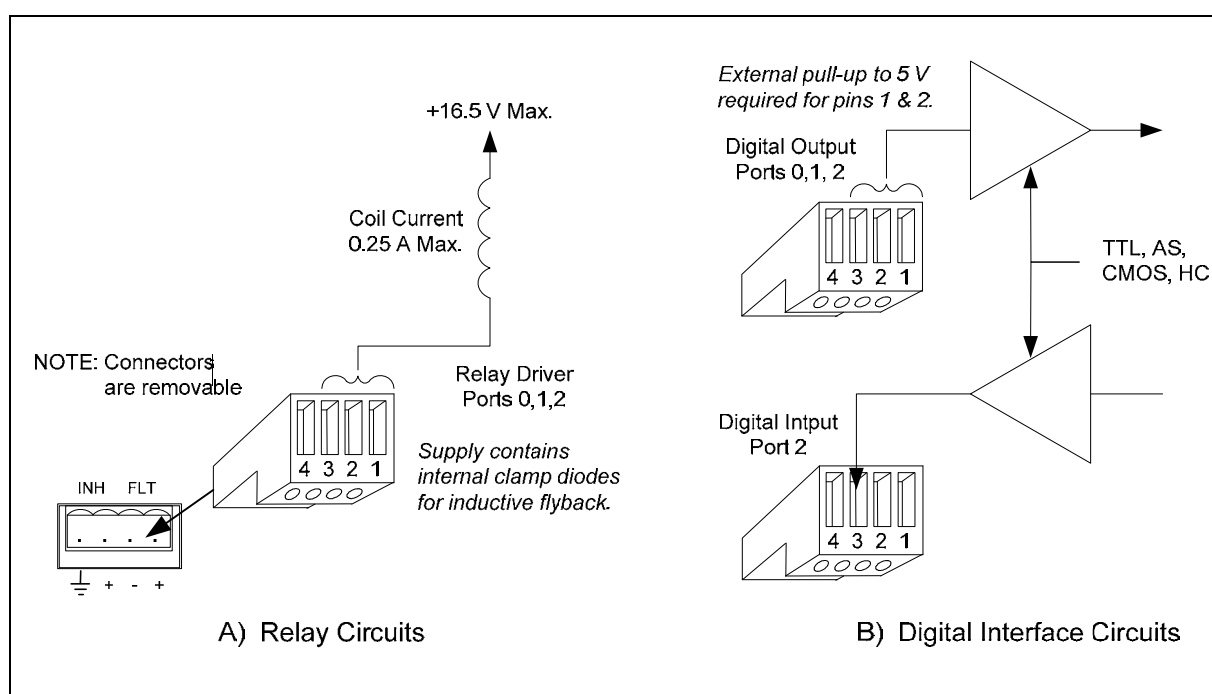 +16.5 V Max.
Coil Current
0.25 A Max.
NOTE: Connectors
are removable
Relay Driver
Ports 0,1,2
4 3 2 1
Supply contains
internal clamp diodes
for inductive flyback.
INH FLT
+ - +
A) Relay Circuits
External pull-up to 5 V
required for pins 1 & 2.
Digital Output
Ports 0,1, 2
4 3 2 1
TTL, AS,
CMOS, HC
Digital Intput
Port 2
4 3 2 1
B) Digital Interface Circuits